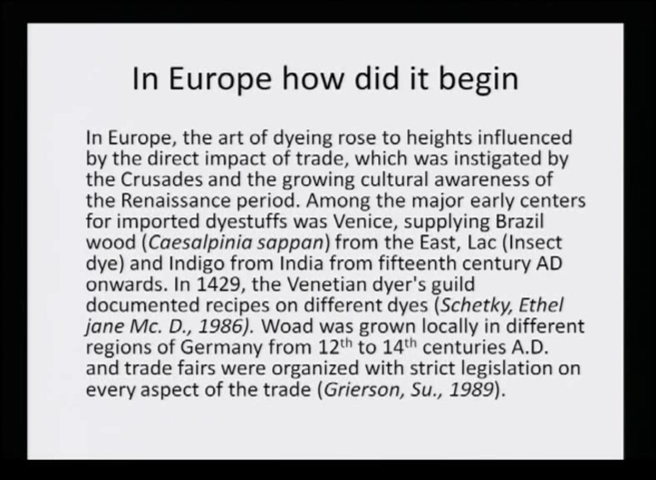 In Europe how did it begin
In Europe, the art of dyeing rose to heights influenced
by the direct impact of trade, which was instigated by
the Crusades and the growing cultural awareness of
the Renaissance period. Among the major early centers
for imported dyestuffs was Venice, supplying Brazil
wood (Caesalpinia sappan) from the East, Lac (Insect
dye) and Indigo from India from fifteenth century AD
onwards. In 1429, the Venetian dyer's guild
documented recipes on different dyes (Schetky, Ethel
jane Mc. D., 1986). Woad was grown locally in different
regions of Germany from 12th to 14th centuries A.D.
and trade fairs were organized with strict legislation on
every aspect of the trade (Grierson, Su., 1989).